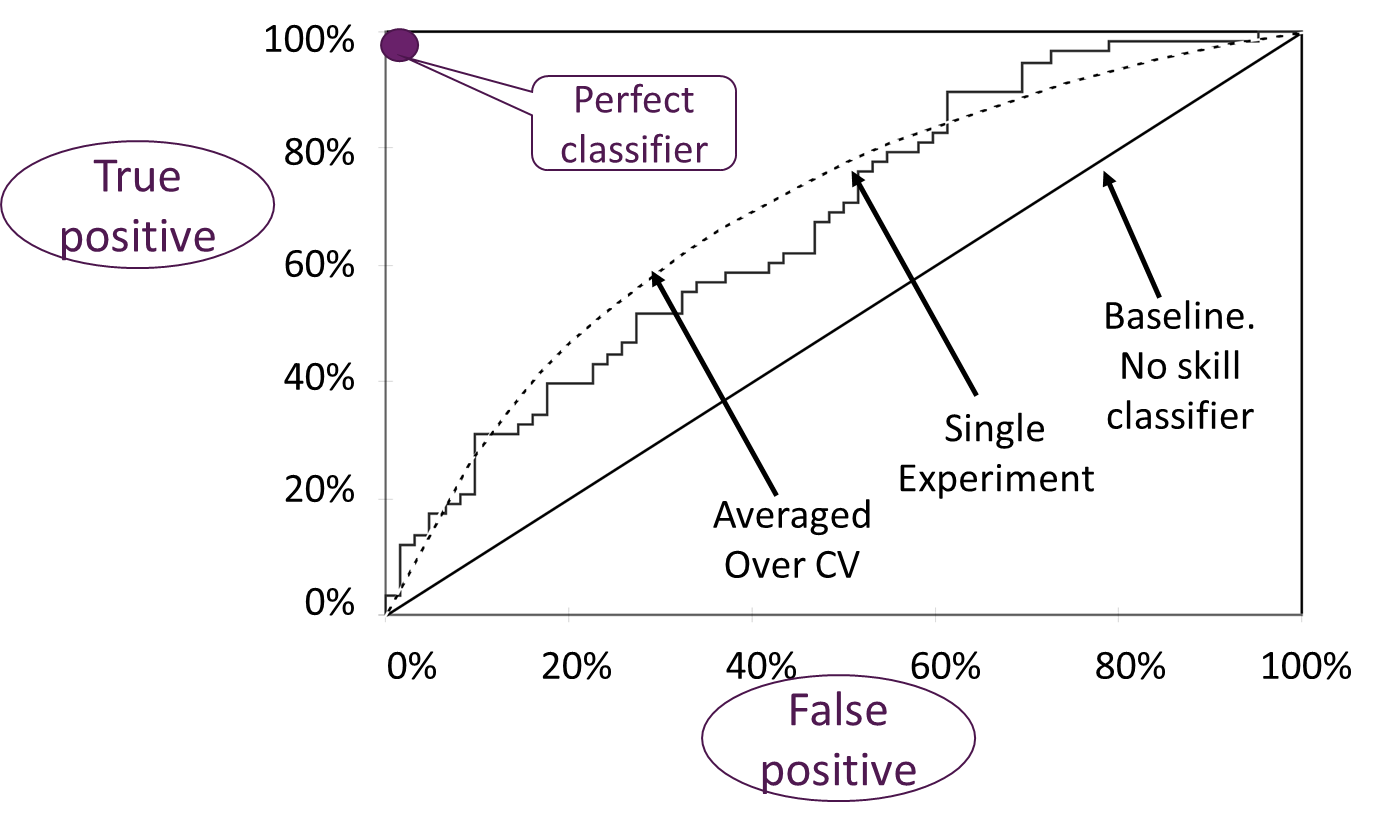 100%
80%
60%
40%
20%
0%
True
positive
Perfect
classifier
Baseline.
No skill
classifier
Single
Experiment
Averaged
Over CV
0%
20%
40%
60%
80%
100%
False
positive